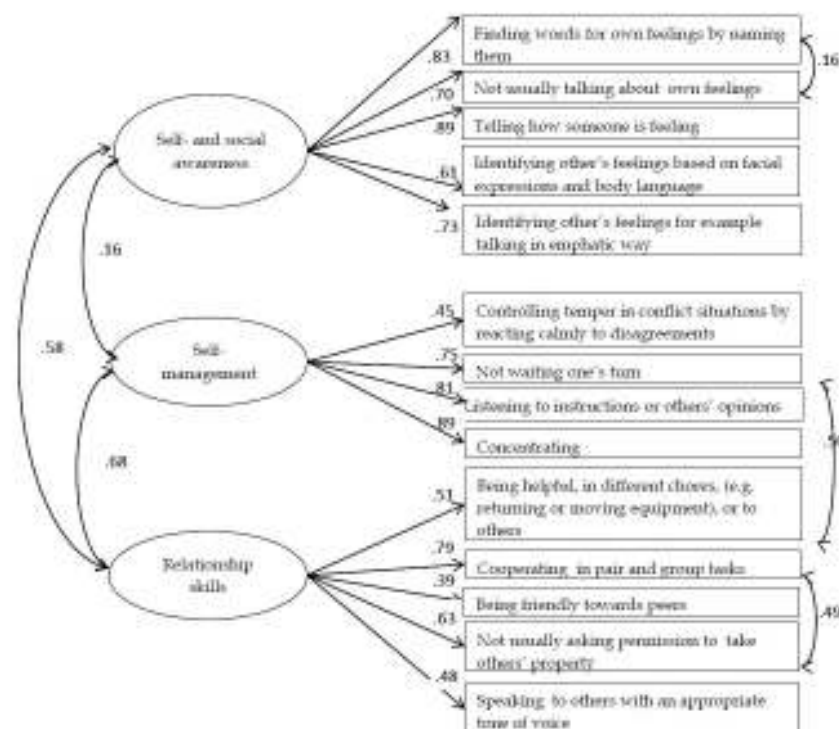 Finding words for own feelings by naming
them
.83
.16
.70
Not usually talking about own feelings
Self- and social
awareness
.89
Telling how someone is feeling
.61
Identifying other's feelings based on facial
expressions and body language
.73
Identifying other's feelings for example
talking in emphatic way
.16
.58
.45
Controlling temper in conflict situations by
reacting calmly to disagreements
Self-
management
.75
Not waiting one's turn
.81
Listening to instructions or others' opinions
.89
Concentrating
.68
.51
Being helpful, in different chores, (e.g.
returning or moving equipment), or to
others
Relationship
skills
.79
Cooperating in pair and group tasks
.39
Being friendly towards peers
.49
.63
Not usually asking permission to take
others' property
.48
Speaking to others with an appropriate
tone of voice